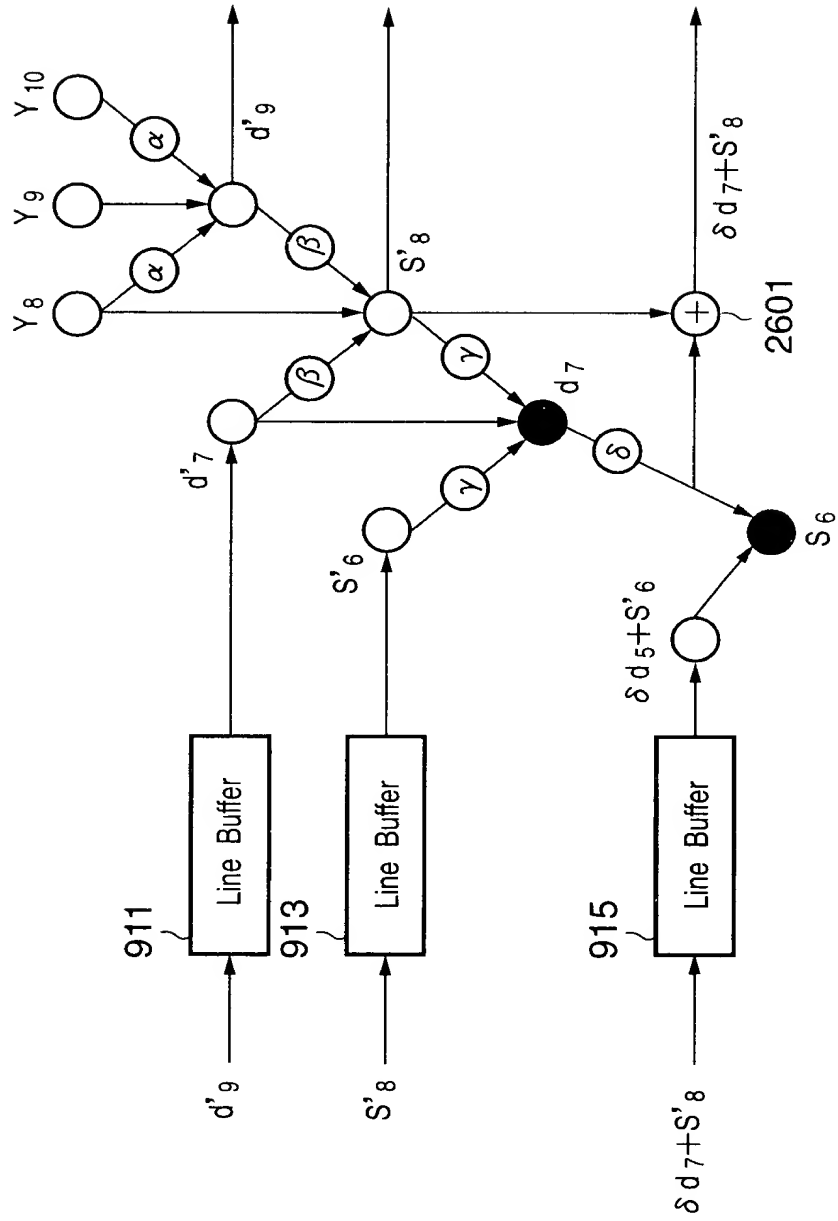 Y8 Y9 Y10
α α
d'9
β β
d'7
S'8
γ γ
S'6
d7
δ
δd7+S'8
+
2601
δd5+S'6
S6
911
Line Buffer
d'9
913
Line Buffer
S'8
915
Line Buffer
δd7+S'8